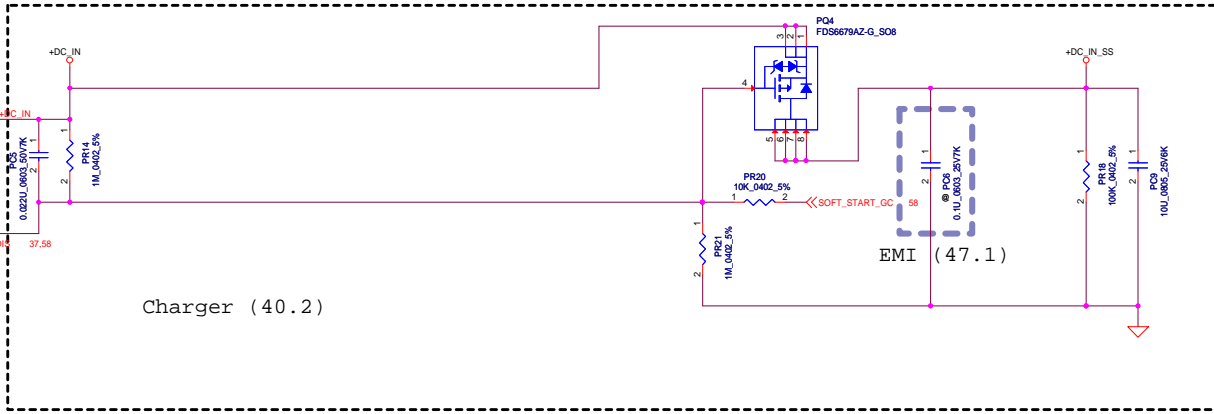 PQ4
FDS6679AZ-G_SO8
+DC_IN
3
2
1
+DC_IN_SS
4
+DC_IN
5
6
7
8
1
2
PC5
0.022U_0603_50V7K
1
2
PR14
1M_0402_5%
PR20
10K_0402_5%
1
2
SOFT_START_GC
58
1
2
@ PC6
0.1U_0603_25V7K
1
2
PR18
100K_0402_5%
1
2
PC9
10U_0805_25V6K
37,58
1
2
PR21
1M_0402_5%
EMI (47.1)
Charger (40.2)